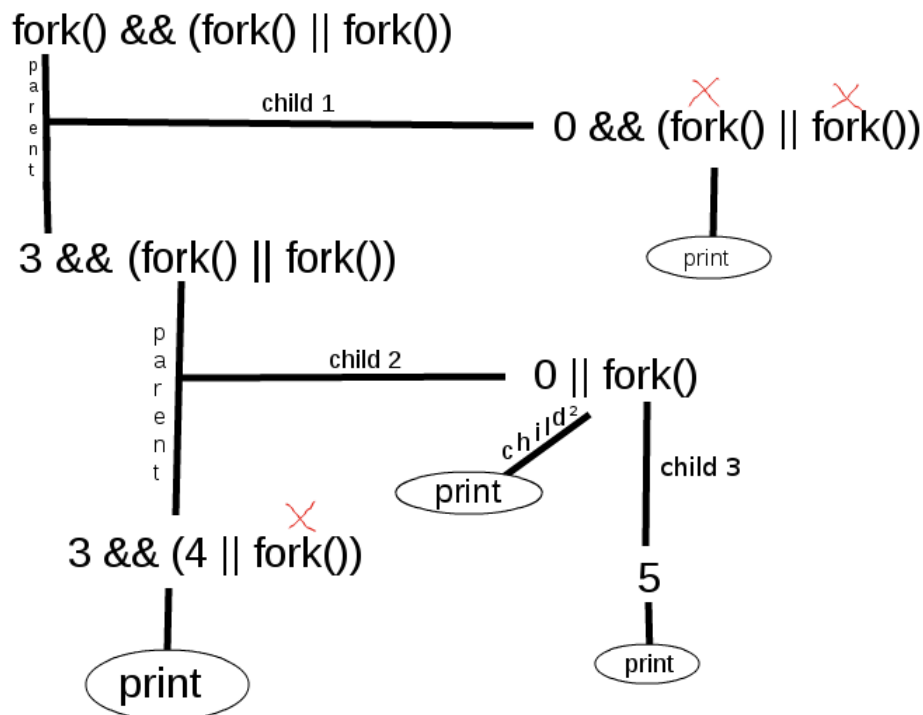 fork() && (fork() || fork())
parent
child 1
0 && (fork() || fork())
print
3 && (fork() || fork())
parent
child 2
0 || fork()
child²
print
child 3
3 && (4 || fork())
5
print
print